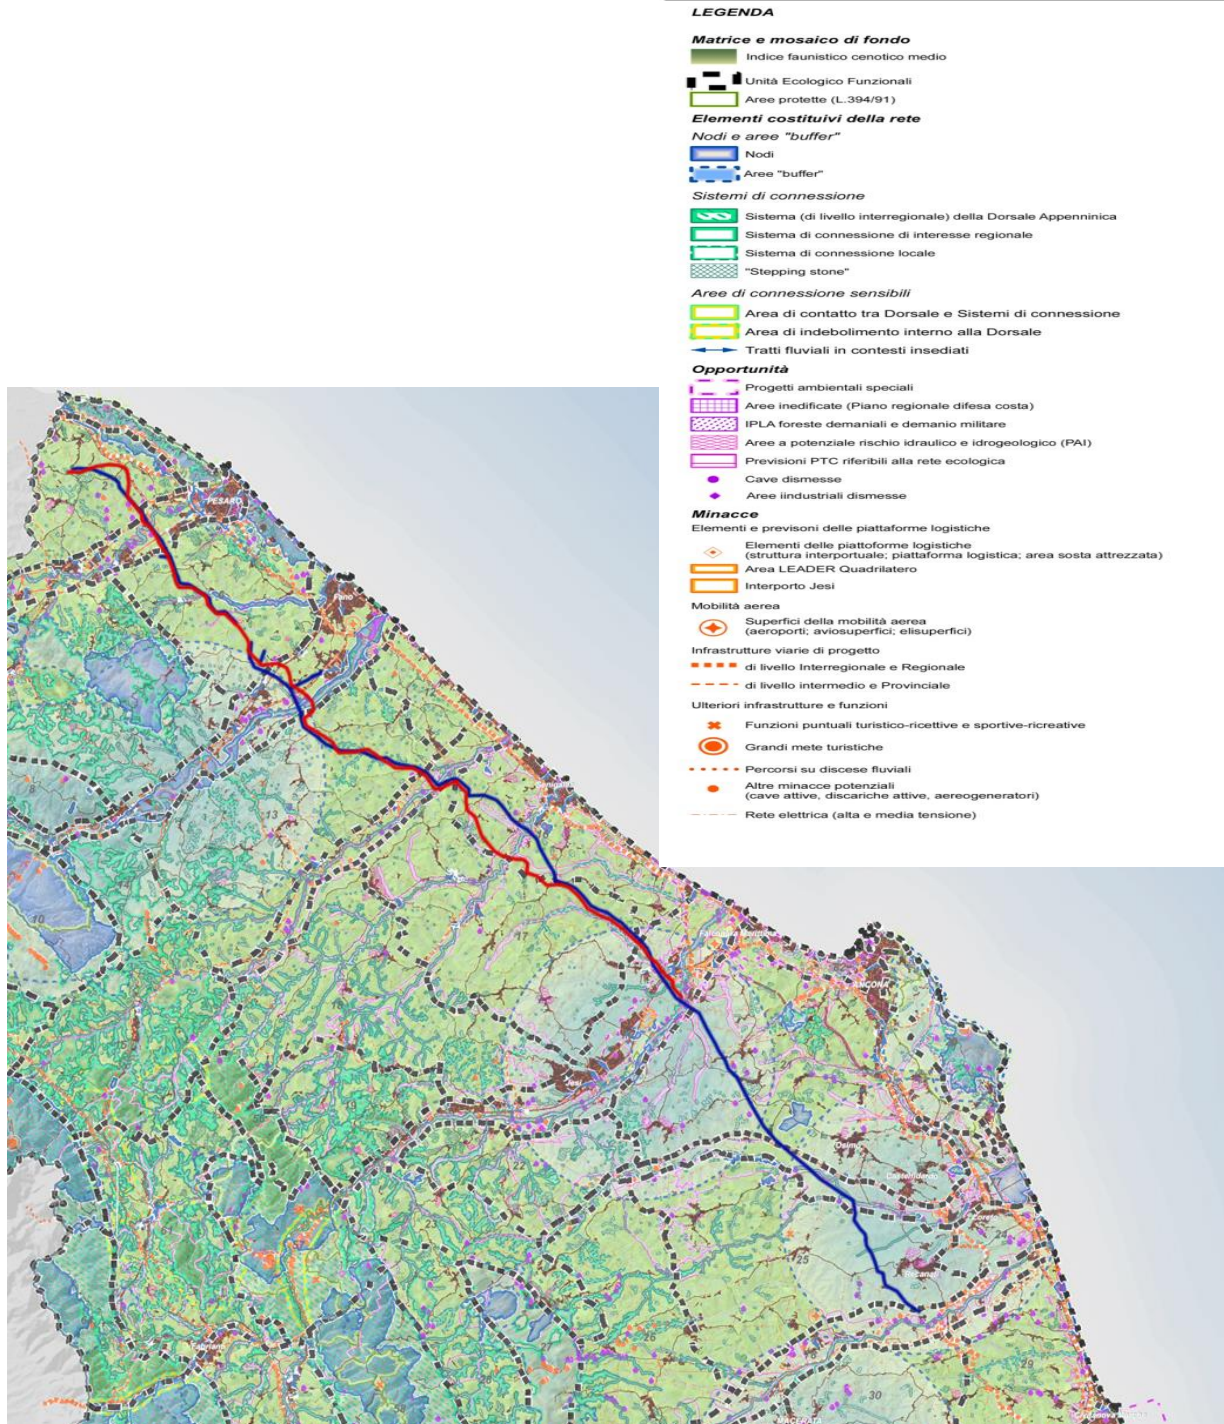 LEGENDA
Matrice e mosaico di fondo
Indice faunistico cenotico medio
Unità Ecologico Funzionali
Aree protette (L.394/91)
Elementi costituivi della rete
Nodi e aree "buffer"
Nodi
Aree "buffer"
Sistemi di connessione
Sistema (di livello interregionale) della Dorsale Appenninica
Sistema di connessione di interesse regionale
Sistema di connessione locale
"Stepping stone"
Aree di connessione sensibili
Area di contatto tra Dorsale e Sistemi di connessione
Area di indebolimento interno alla Dorsale
Tratti fluviali in contesti insediati
Opportunità
Progetti ambientali speciali
Aree inedificate (Piano regionale difesa costa)
IPLA foreste demaniali e demanio militare
Aree a potenziale rischio idraulico e idrogeologico (PAI)
Previsioni PTC riferibili alla rete ecologica
Cave dismesse
Aree iindustriali dismesse
Minacce
Elementi e previsoni delle piattaforme logistiche
Elementi delle piattoforme logistiche
(struttura interportuale; piattaforma logistica; area sosta attrezzata)
Area LEADER Quadrilatero
Interporto Jesi
Mobilità aerea
Superfici della mobilità aerea
(aeroporti; aviosuperfici; elisuperfici)
Infrastrutture viarie di progetto
di livello Interregionale e Regionale
di livello intermedio e Provinciale
Ulteriori infrastrutture e funzioni
Funzioni puntuali turistico-ricettive e sportive-ricreative
Grandi mete turistiche
Percorsi su discese fluviali
Altre minacce potenziali
(cave attive, discariche attive, aereogeneratori)
Rete elettrica (alta e media tensione)
2
PESARO
Fano
8
13
10
17
ANCONA
Jesi
Osimo
22
23
24
25
26
29
30
MACERATA